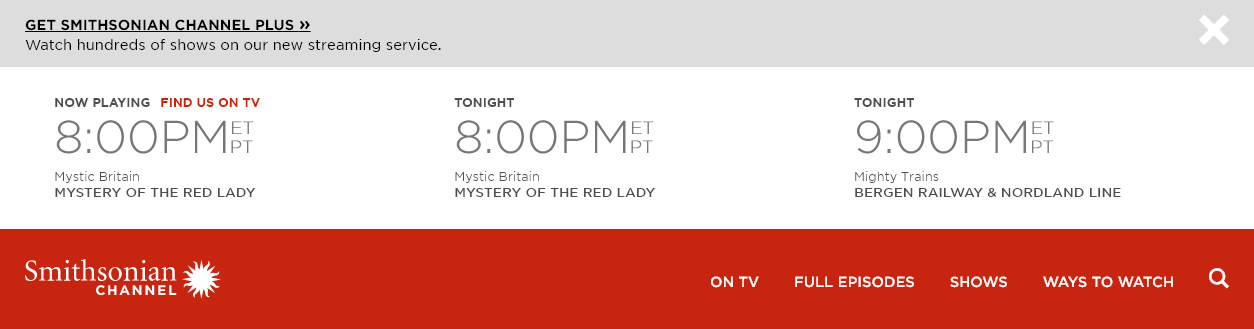 GET SMITHSONIAN CHANNEL PLUS »
Watch hundreds of shows on our new streaming service.
NOW PLAYING FIND US ON TV
8:00PM ET PT
Mystic Britain
MYSTERY OF THE RED LADY
TONIGHT
8:00PM ET PT
Mystic Britain
MYSTERY OF THE RED LADY
TONIGHT
9:00PM ET PT
Mighty Trains
BERGEN RAILWAY & NORDLAND LINE
Smithsonian
CHANNEL
ON TV FULL EPISODES SHOWS WAYS TO WATCH